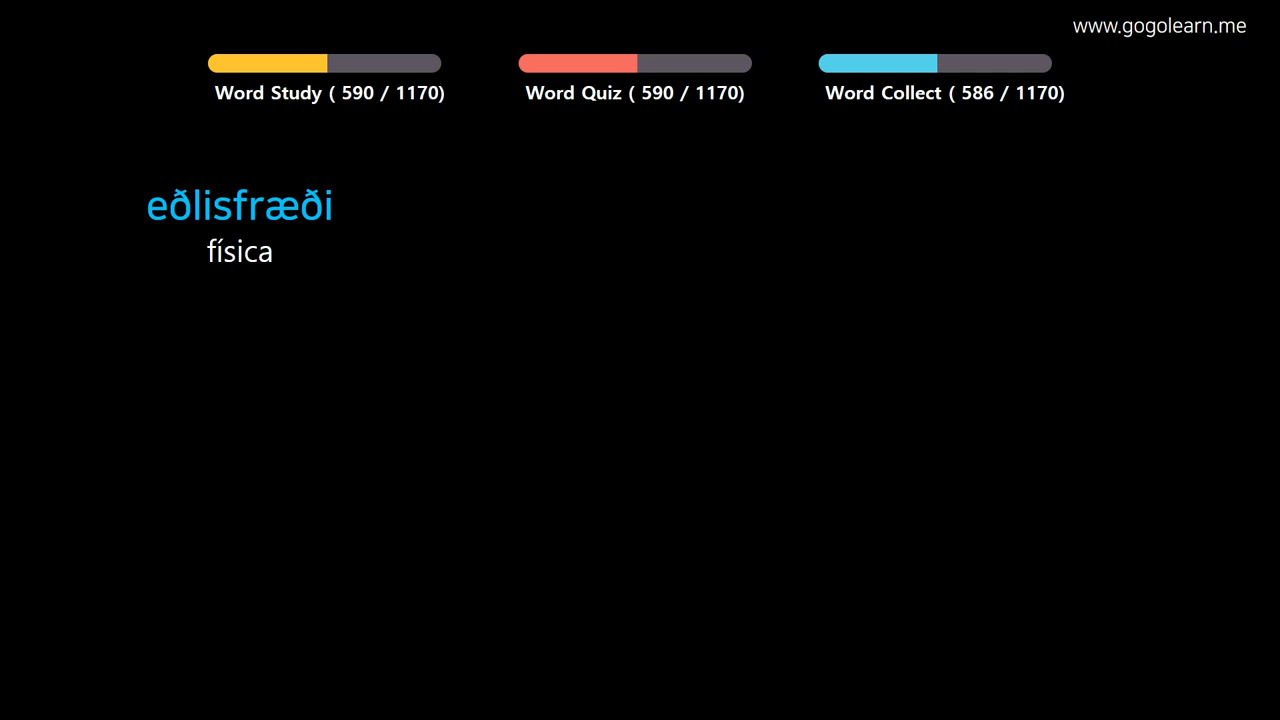 www.gogolearn.me
Word Study ( 590 / 1170)
Word Quiz ( 590 / 1170)
Word Collect ( 586 / 1170)
eðlisfræði
física